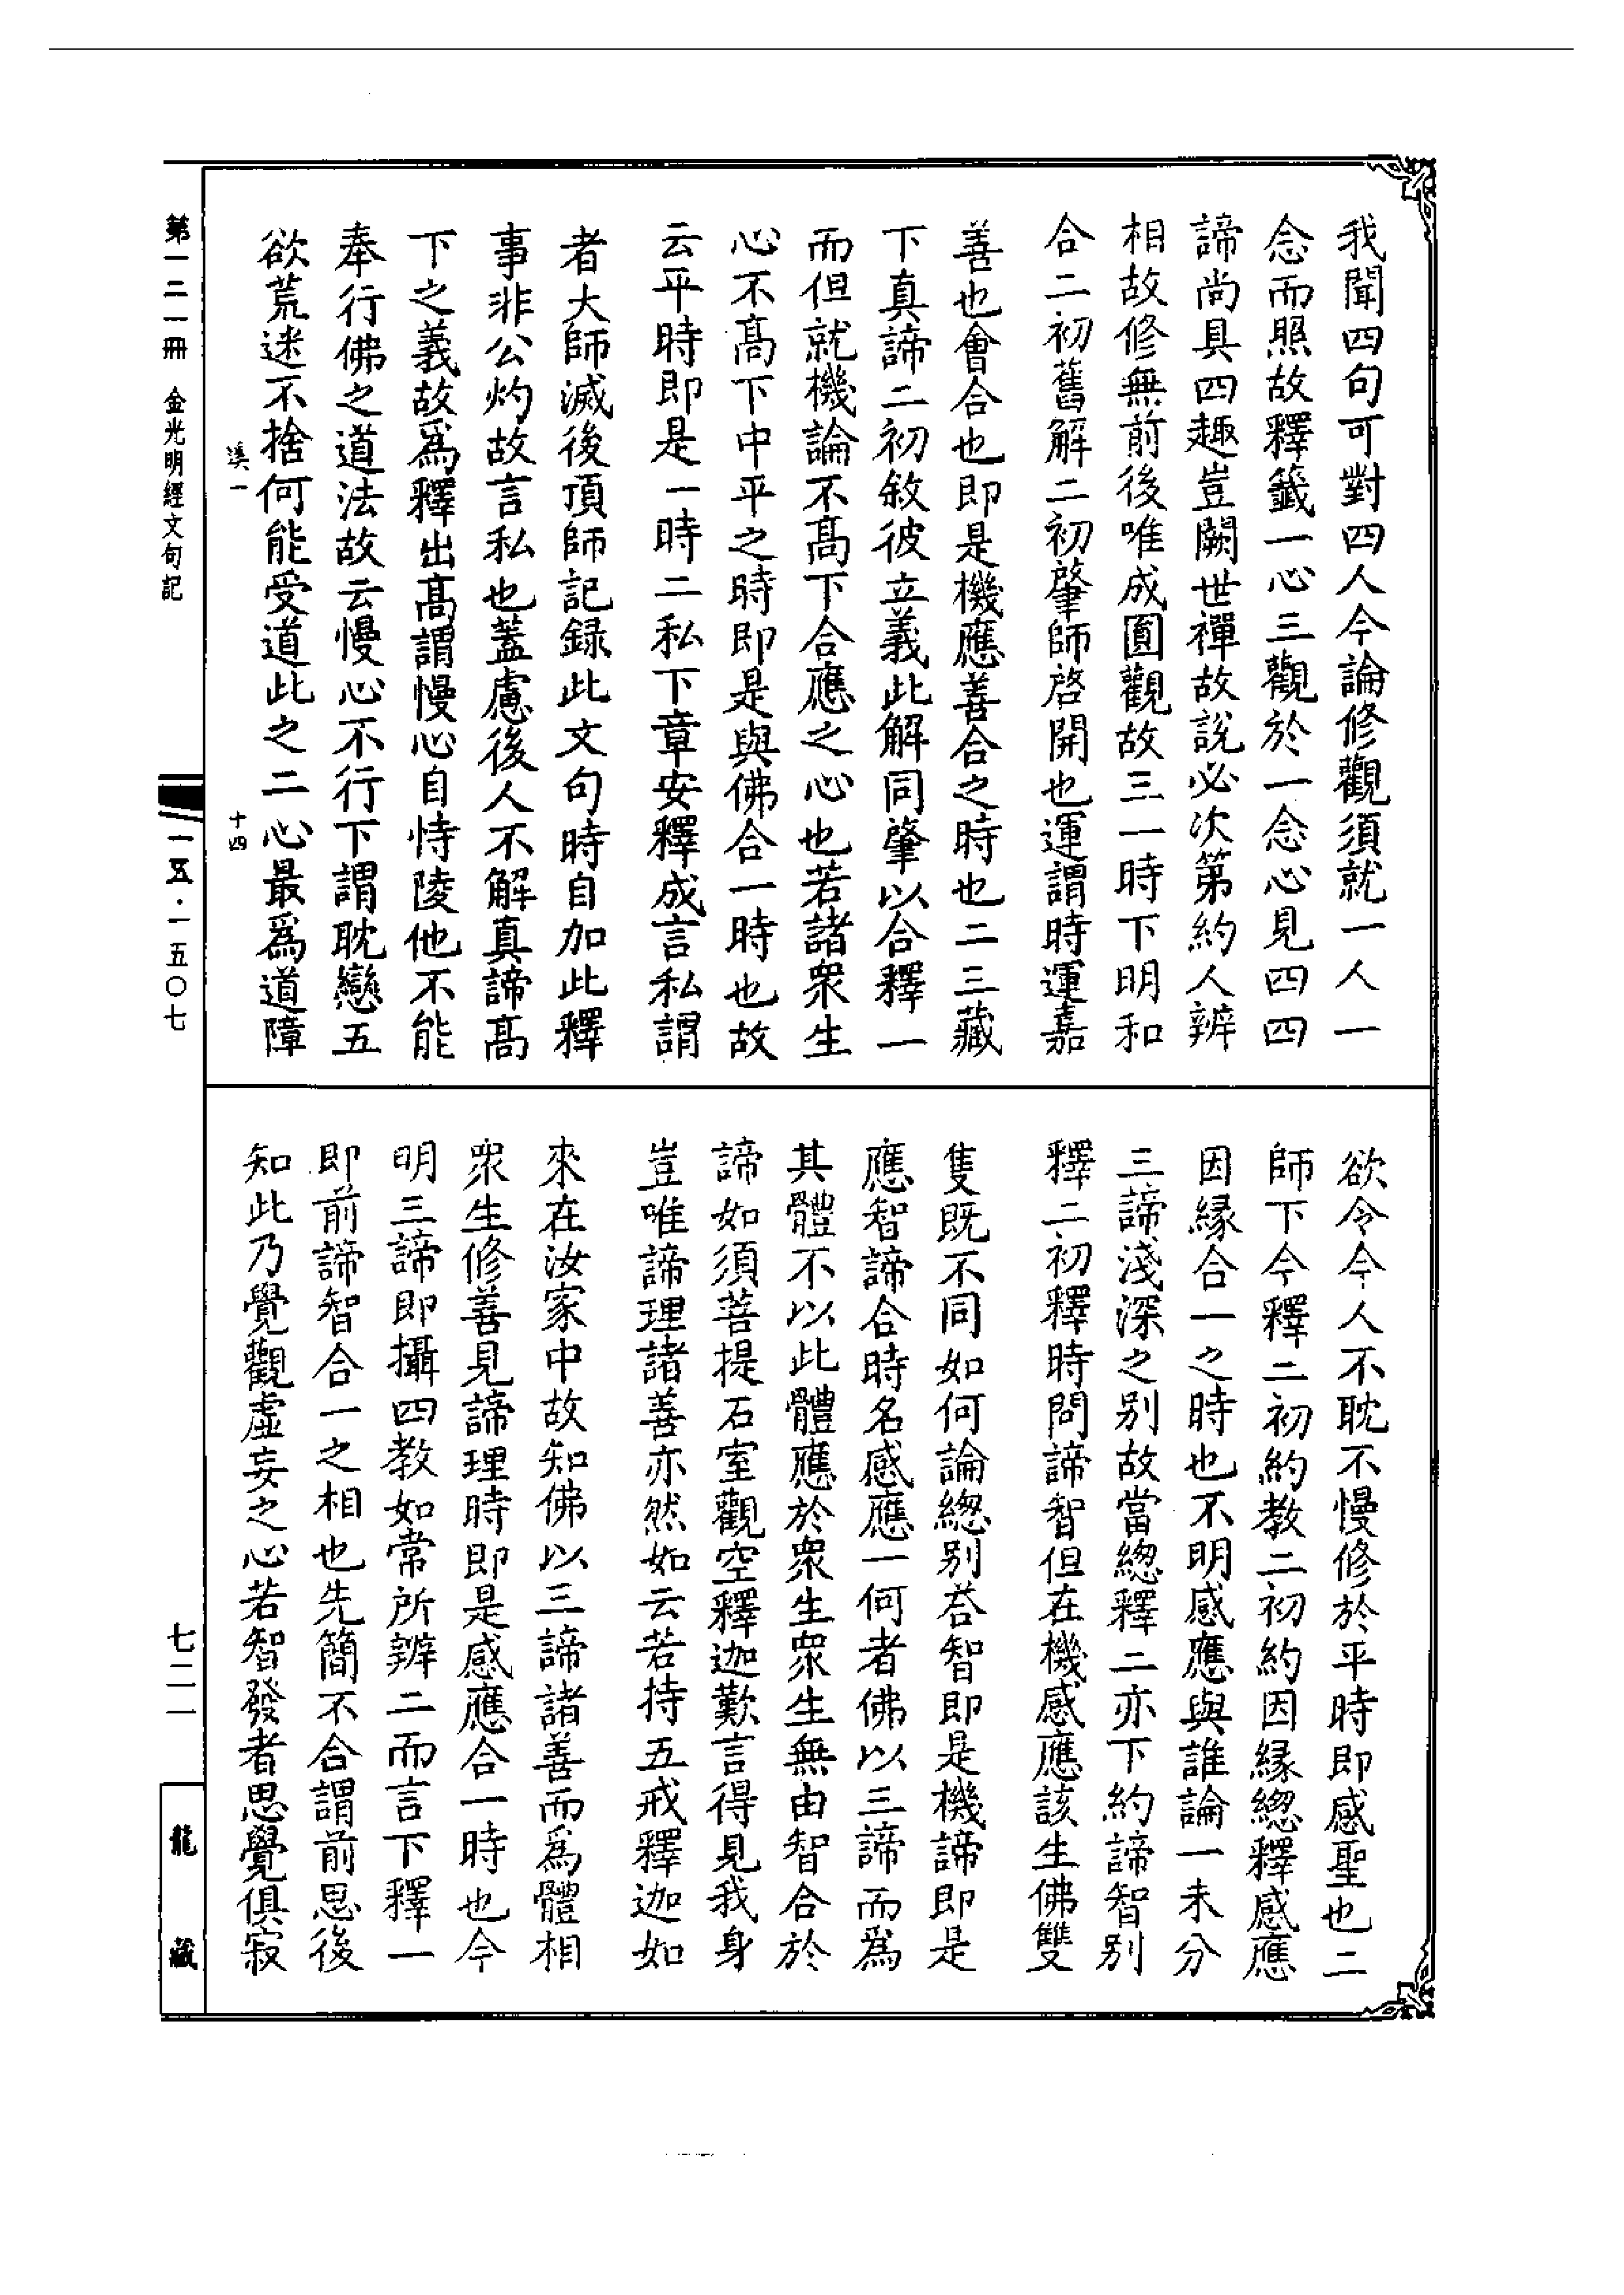 我聞四句可對四人今論修觀須就一人一
念而照故釋籤一心三觀於一念心見四四
諦尚具四趣豈闕世禪故說必次第約人辨
相故修無前後唯成圓觀故三一時下明和
合二初舊解二初肇師啓開也運謂時運嘉
善也會合也即是機應善合之時也二三藏
下真諦二初敘彼立義此解同肇以合釋一
而但就機論不髙下合應之心也若諸衆生
心不髙下中平之時即是與佛合一時也故
云平時即是一時二私下章安釋成言私謂
者大師滅後頂師記録此文句時自加此釋
事非公灼故言私也蓋慮後人不解真諦髙
下之義故爲釋出髙謂慢心自恃陵他不能
奉行佛之道法故云慢心不行下謂耽戀五
欲荒迷不捨何能受道此之二心最爲道障
欲令今人不耽不慢修於平時即感聖也二
師下今釋二初約教二初約因緣總釋感應
因緣合一之時也不明感應與誰論一未分
三諦淺深之别故當總釋二亦下約諦智别
釋二初釋時問諦智但在機感應該生佛雙
隻既不同如何論總别荅智即是機諦即是
應智諦合時名感應一何者佛以三諦而爲
其體不以此體應於衆生衆生無由智合於
諦如須菩提石室觀空釋迦歎言得見我身
豈唯諦理諸善亦然如云若持五戒釋迦如
來在汝家中故知佛以三諦諸善而爲體相
衆生修善見諦理時即是感應合一時也今
明三諦即攝四教如常所辨二而言下釋一
即前諦智合一之相也先簡不合謂前思後
知此乃覺觀虛妄之心若智發者思覺俱寂
第一二一冊　金光明經文句記
溪一
十四
一五·一五〇七
七二一
龍藏